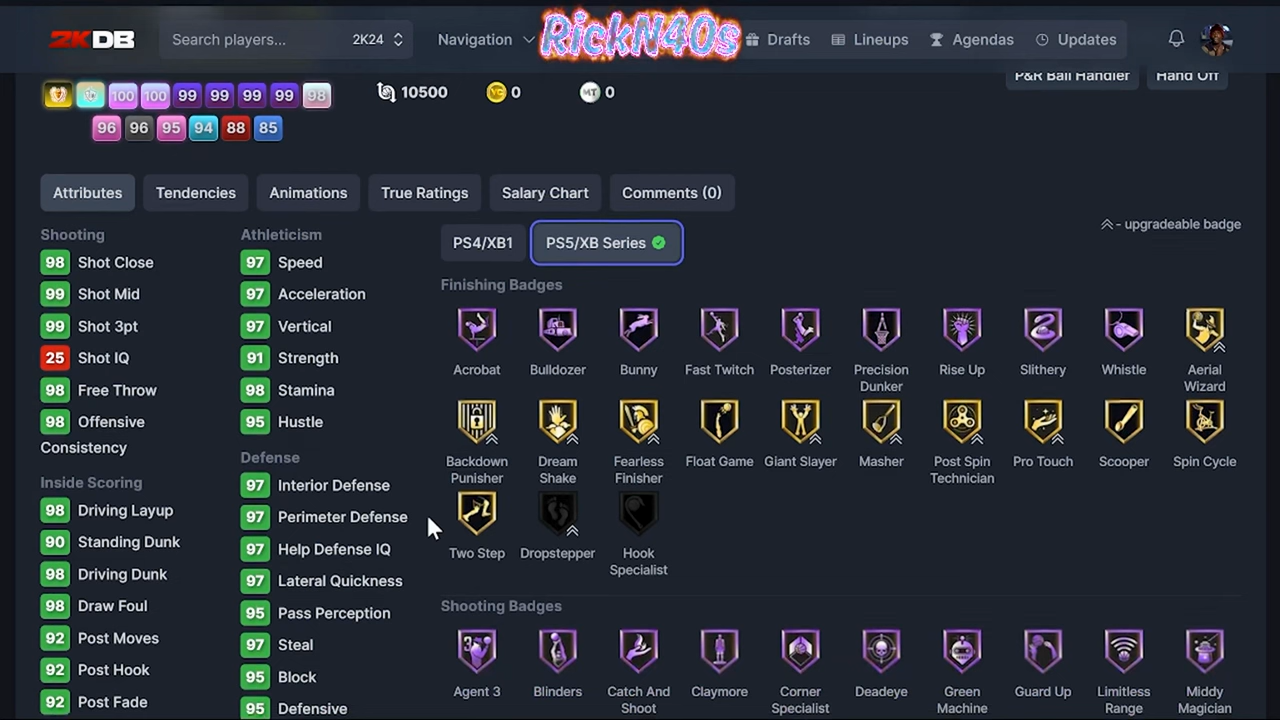 2KDB Search players... 2K24 Navigation RickN40s Drafts Lineups Agendas Updates
P&R Ball Handler Hand Off
100 100 99 99 99 99 98 10500 VC 0 MT 0
96 96 95 94 88 85
Attributes Tendencies Animations True Ratings Salary Chart Comments (0)
- upgradeable badge
PS4/XB1 PS5/XB Series
Shooting
98 Shot Close
99 Shot Mid
99 Shot 3pt
25 Shot IQ
98 Free Throw
98 Offensive
Consistency
Inside Scoring
98 Driving Layup
90 Standing Dunk
98 Driving Dunk
98 Draw Foul
92 Post Moves
92 Post Hook
92 Post Fade
Athleticism
97 Speed
97 Acceleration
97 Vertical
91 Strength
98 Stamina
95 Hustle
Defense
97 Interior Defense
97 Perimeter Defense
97 Help Defense IQ
97 Lateral Quickness
95 Pass Perception
97 Steal
95 Block
95 Defensive
Finishing Badges
Acrobat Bulldozer Bunny Fast Twitch Posterizer Precision Rise Up Slithery Whistle Aerial
Dunker Wizard
Backdown Dream Fearless Float Game Giant Slayer Masher Post Spin Pro Touch Scooper Spin Cycle
Punisher Shake Finisher Technician
Two Step Dropstepper Hook
Specialist
Shooting Badges
3
Agent 3 Blinders Catch And Claymore Corner Deadeye Green Guard Up Limitless Middy
Shoot Specialist Machine Range Magician